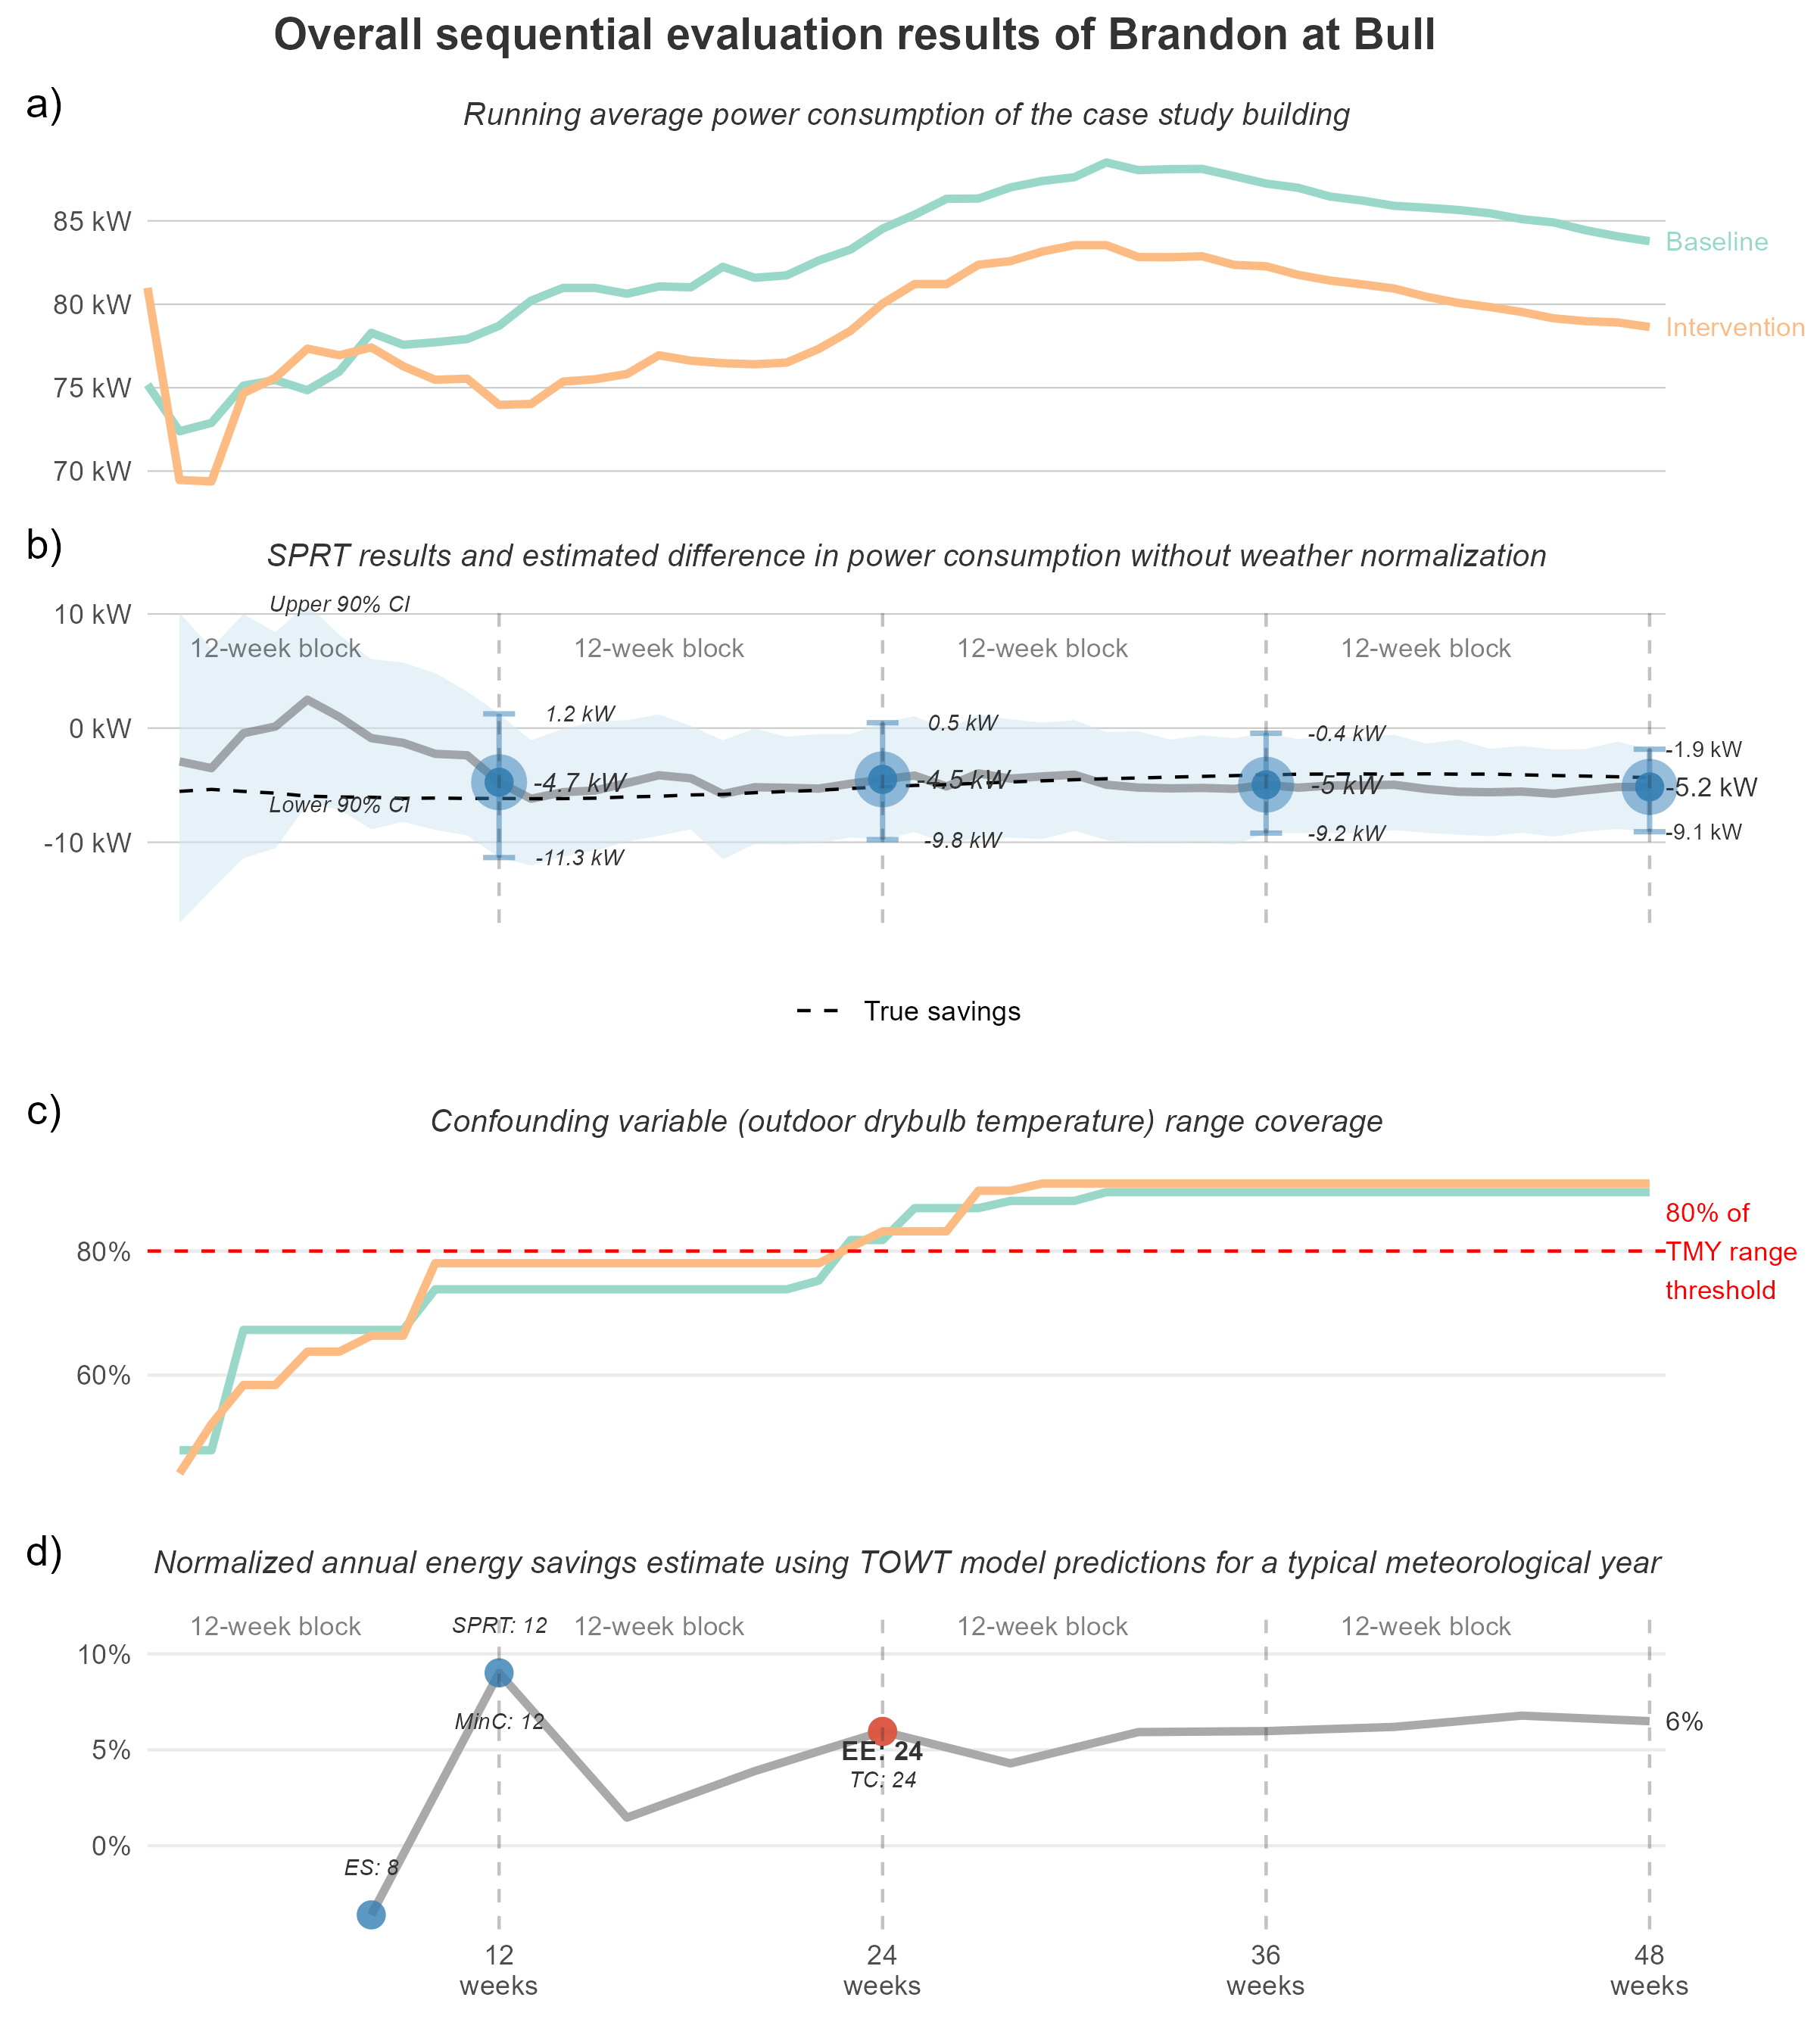 Overall sequential evaluation results of Brandon at Bull
a)
Running average power consumption of the case study building
85 kW
80 kW
75 kW
70 kW
Baseline
Intervention
b)
SPRT results and estimated difference in power consumption without weather normalization
10 kW
0 kW
-10 kW
Upper 90% CI
12-week block
12-week block
12-week block
12-week block
Lower 90% CI
1.2 kW
-4.7 kW
-11.3 kW
0.5 kW
-4.5 kW
-9.8 kW
-0.4 kW
-5 kW
-9.2 kW
-1.9 kW
-5.2 kW
-9.1 kW
True savings
c)
Confounding variable (outdoor drybulb temperature) range coverage
80%
60%
80% of
TMY range
threshold
d)
Normalized annual energy savings estimate using TOWT model predictions for a typical meteorological year
12-week block
12-week block
12-week block
12-week block
10%
5%
0%
SPRT: 12
MinC: 12
ES: 8
EE: 24
TC: 24
6%
12
weeks
24
weeks
36
weeks
48
weeks